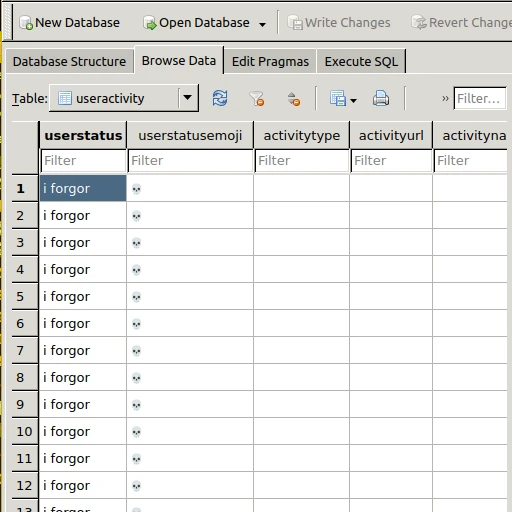 New Database Open Database Write Changes Revert Change
Database Structure Browse Data Edit Pragmas Execute SQL
Table: useractivity » Filter...
userstatus userstatusemoji activitytype activityurl activityna
Filter Filter Filter Filter Filter
1 i forgor 💀
2 i forgor 💀
3 i forgor 💀
4 i forgor 💀
5 i forgor 💀
6 i forgor 💀
7 i forgor 💀
8 i forgor 💀
9 i forgor 💀
10 i forgor 💀
11 i forgor 💀
12 i forgor 💀
13 i forgor 💀